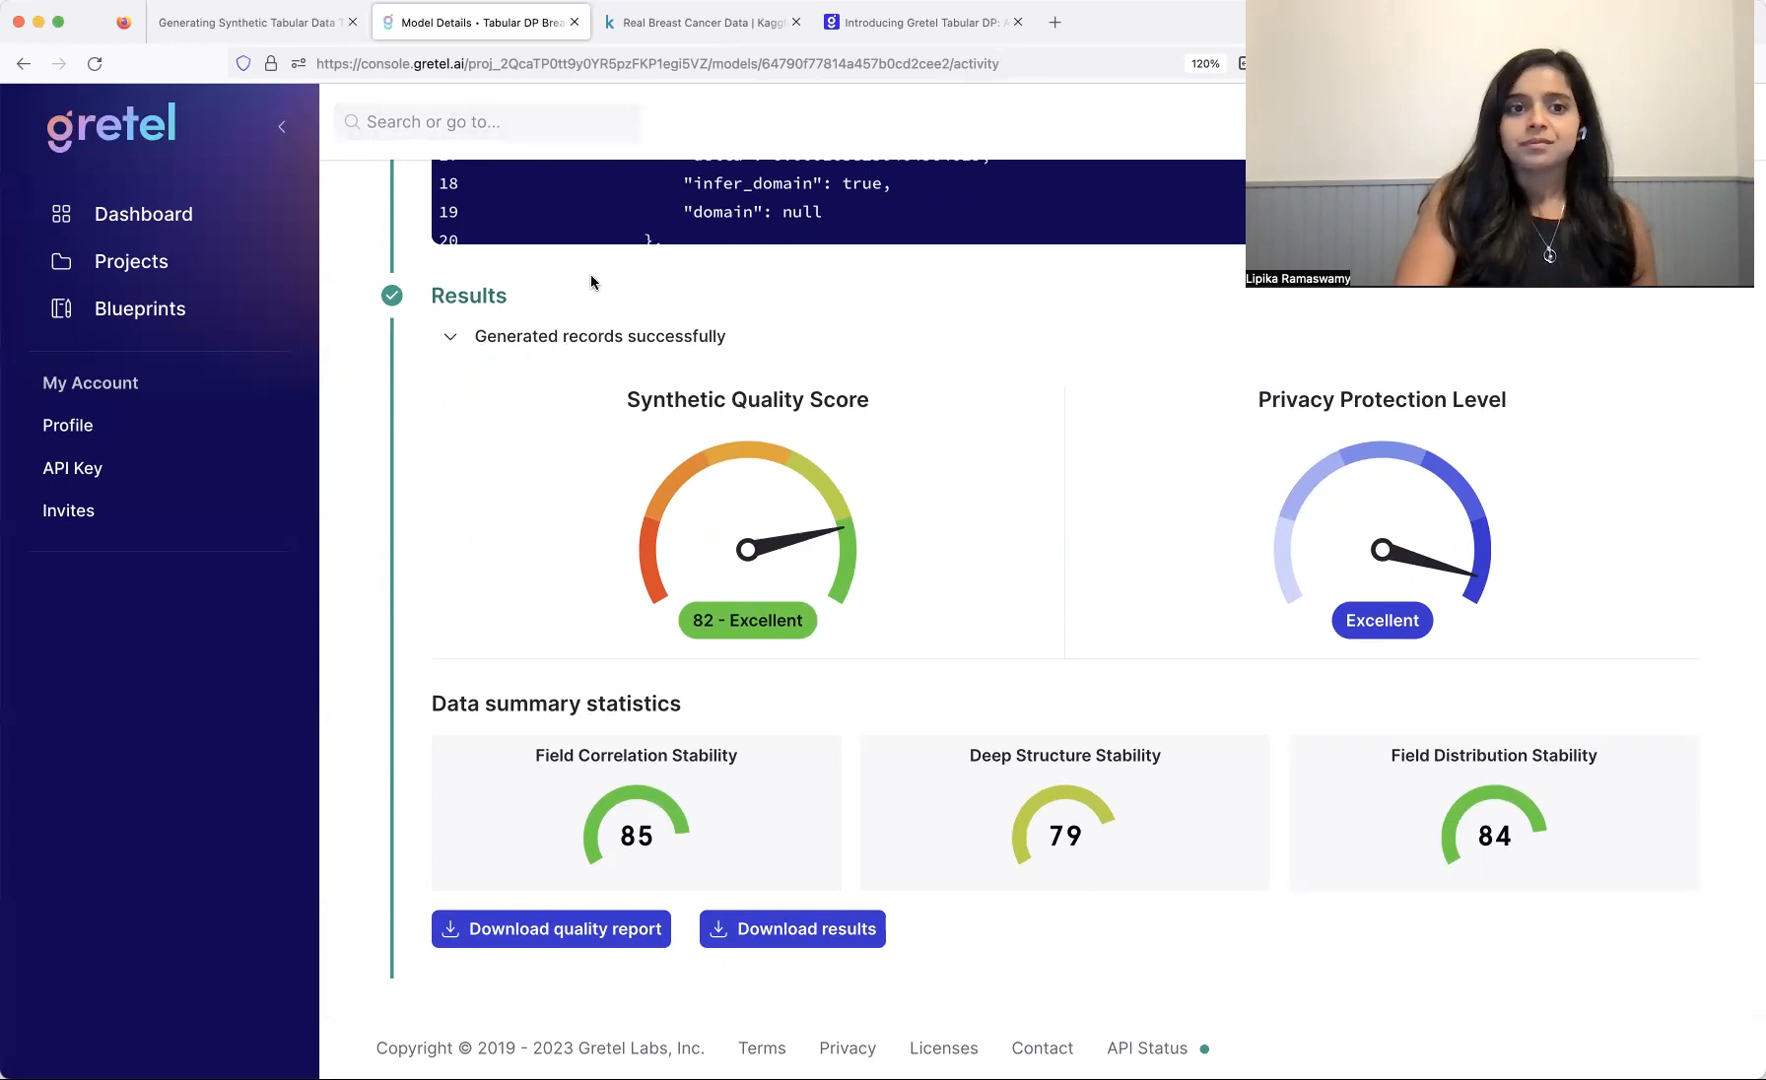 Generating Synthetic Tabular Data
Model Details • Tabular DP Brea
Real Breast Cancer Data | Kaggl
Introducing Gretel Tabular DP: A
https://console.gretel.ai/proj_2QcaTP0tt9y0YR5pzFKP1egi5VZ/models/64790f77814a457b0cd2cee2/activity
120%
gretel
Search or go to...
Dashboard
Projects
Blueprints
My Account
Profile
API Key
Invites
18 "infer_domain": true,
19 "domain": null
20 },
Lipika Ramaswamy
Results
Generated records successfully
Synthetic Quality Score
82 - Excellent
Privacy Protection Level
Excellent
Data summary statistics
Field Correlation Stability
85
Deep Structure Stability
79
Field Distribution Stability
84
Download quality report
Download results
Copyright © 2019 - 2023 Gretel Labs, Inc. Terms Privacy Licenses Contact API Status